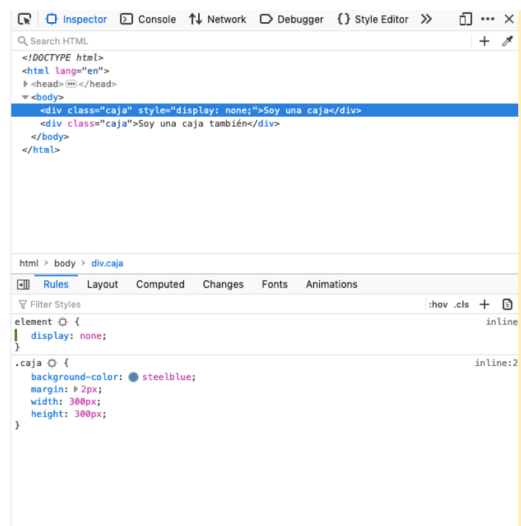 Inspector Console Network Debugger Style Editor
Search HTML
<!DOCTYPE html>
<html lang="en">
<head>⋯</head>
<body>
<div class="caja" style="display: none;">Soy una caja</div>
<div class="caja">Soy una caja también</div>
</body>
</html>
html > body > div.caja
Rules Layout Computed Changes Fonts Animations
Filter Styles :hov .cls
element { inline
display: none;
}
.caja { inline:2
background-color: steelblue;
margin: 2px;
width: 300px;
height: 300px;
}